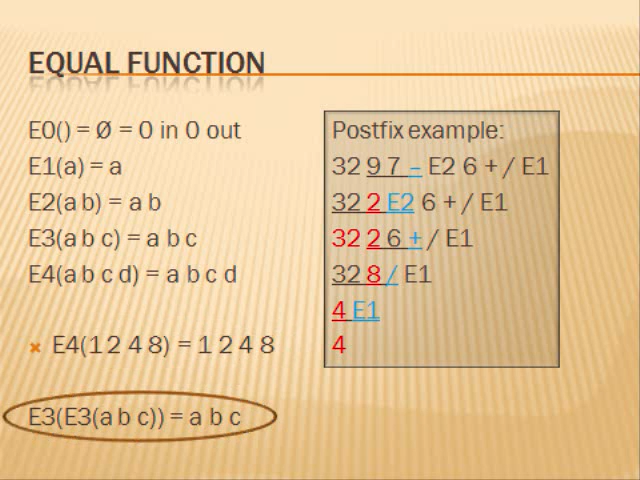 EQUAL FUNCTION
E0() = Ø = 0 in 0 out
E1(a) = a
E2(a b) = a b
E3(a b c) = a b c
E4(a b c d) = a b c d
E4(1 2 4 8) = 1 2 4 8
E3(E3(a b c)) = a b c
Postfix example:
32 9 7 – E2 6 + / E1
32 2 E2 6 + / E1
32 2 6 + / E1
32 8 / E1
4 E1
4